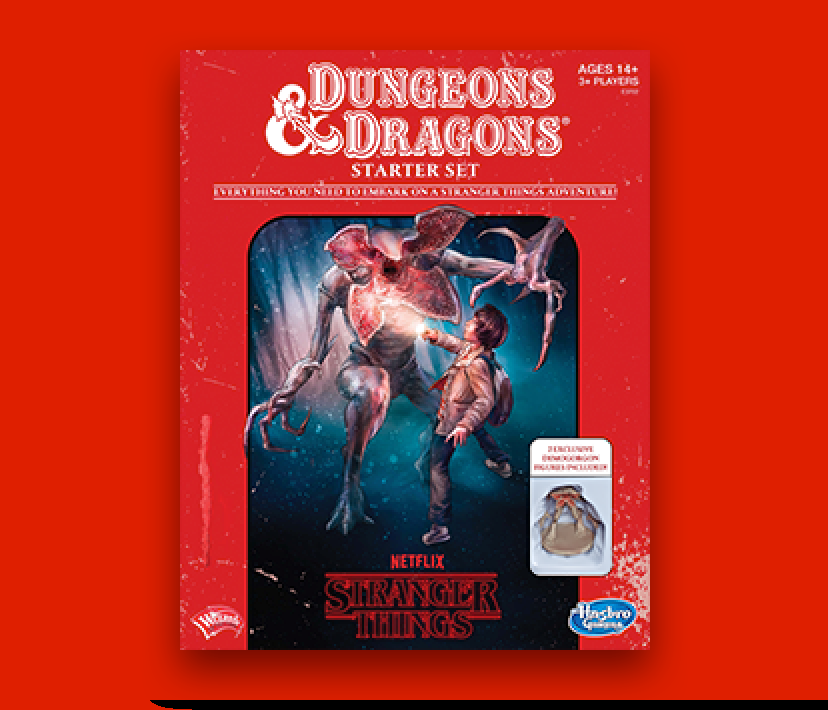 DUNGEONS
& DRAGONS®
STARTER SET
EVERYTHING YOU NEED TO EMBARK ON A STRANGER THINGS ADVENTURE!
AGES 14+
3+ PLAYERS
2 EXCLUSIVE
DEMOGORGON
FIGURES INCLUDED!
NETFLIX
STRANGER
THINGS
Wizards
Hasbro
Gaming